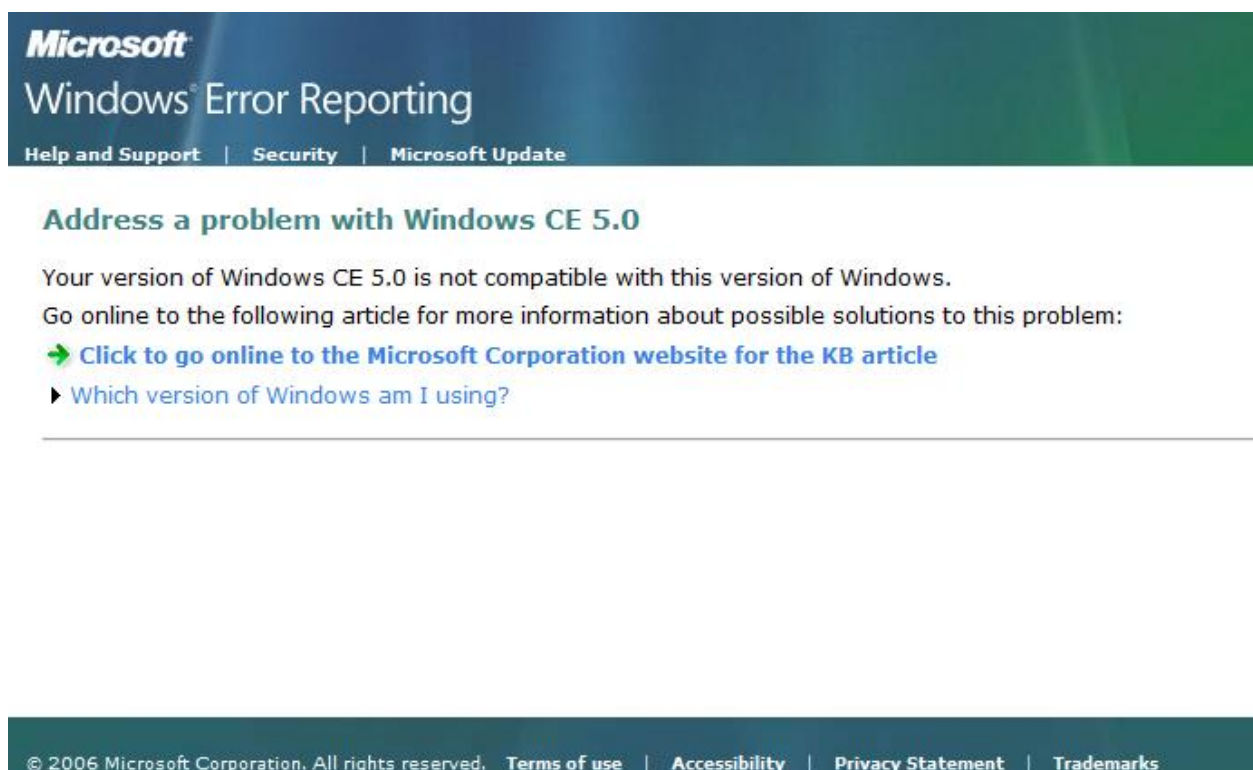 Microsoft
Windows® Error Reporting
Help and Support | Security | Microsoft Update
Address a problem with Windows CE 5.0
Your version of Windows CE 5.0 is not compatible with this version of Windows.
Go online to the following article for more information about possible solutions to this problem:
Click to go online to the Microsoft Corporation website for the KB article
Which version of Windows am I using?
© 2006 Microsoft Corporation. All rights reserved. Terms of use | Accessibility | Privacy Statement | Trademarks